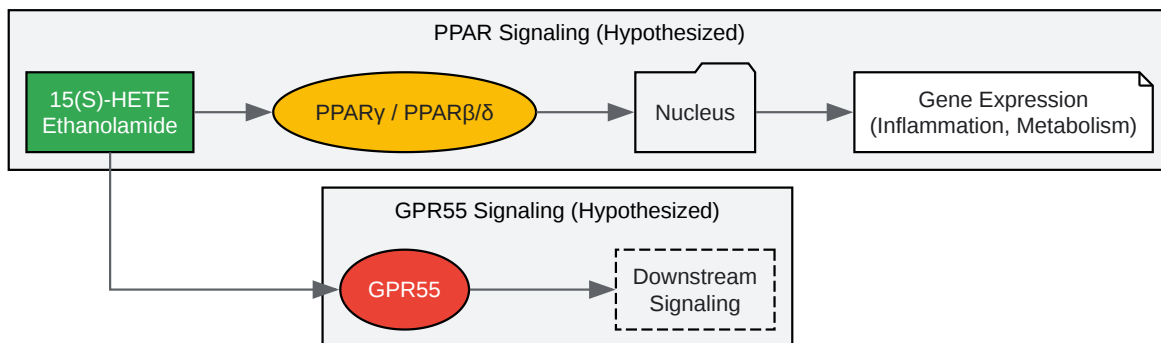 PPAR Signaling (Hypothesized)
15(S)-HETE
Ethanolamide
PPARγ / PPARβ/δ
Nucleus
Gene Expression
(Inflammation, Metabolism)
GPR55 Signaling (Hypothesized)
GPR55
Downstream
Signaling